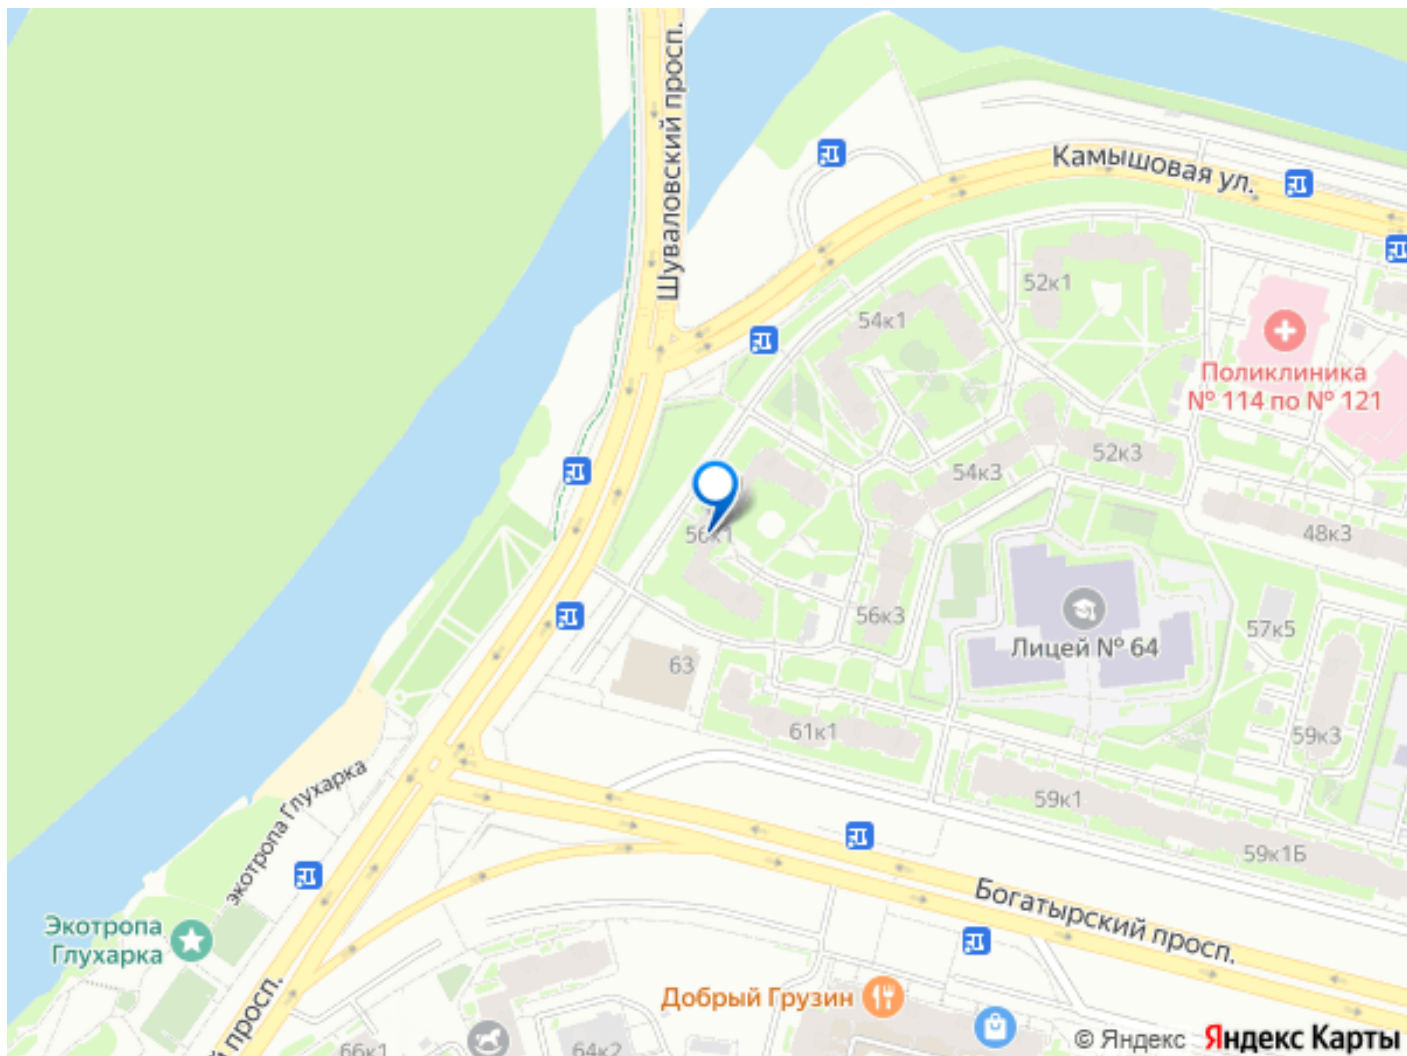 Шуваловский просп.
Камышовая ул.
52к1
54к1
Поликлиника
№ 114 по № 121
52к3
54к3
48к3
56к1
56к3
Лицей № 64
57к5
63
61к1
59к3
59к1
59к1Б
экотропа Глухарка
Богатырский просп.
Экотропа
Глухарка
й просп.
Добрый Грузин
66к1
64к2
© Яндекс Яндекс Карты